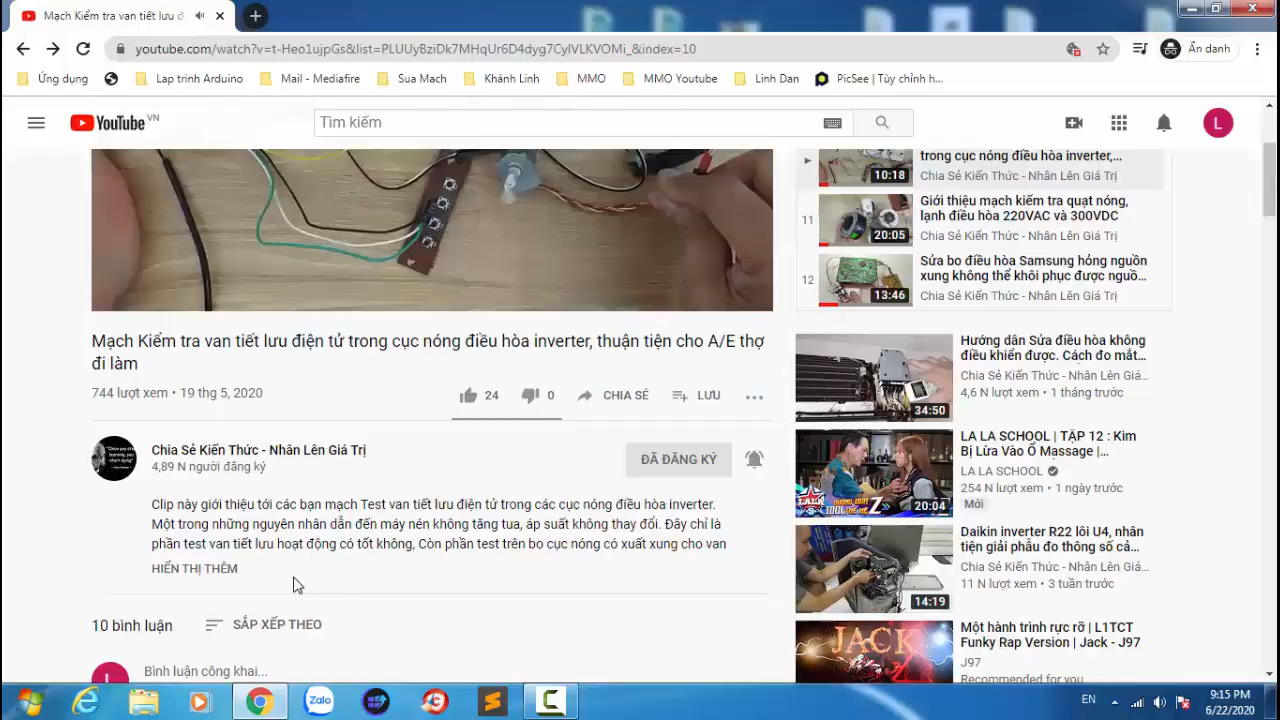 Mạch Kiểm tra van tiết lưu đ
youtube.com/watch?v=t-Heo1ujpGs&list=PLUUyBziDk7MHqUr6D4dyg7CyIVLKVOMi_&index=10
Ẩn danh
Ứng dụng
Lap trinh Arduino
Mail - Mediafire
Sua Mach
Khánh Linh
MMO
MMO Youtube
Linh Dan
PicSee | Tùy chỉnh h...
YouTube VN
Tìm kiếm
L
trong cục nóng điều hòa inverter,...
Chia Sẻ Kiến Thức - Nhân Lên Giá Trị
10:18
11
Giới thiệu mạch kiểm tra quạt nóng,
lạnh điều hòa 220VAC và 300VDC
Chia Sẻ Kiến Thức - Nhân Lên Giá Trị
20:05
12
Sửa bo điều hòa Samsung hỏng nguồn
xung không thể khôi phục được nguồ...
Chia Sẻ Kiến Thức - Nhân Lên Giá Trị
13:46
Mạch Kiểm tra van tiết lưu điện tử trong cục nóng điều hòa inverter, thuận tiện cho A/E thợ
đi làm
744 lượt xem • 19 thg 5, 2020
24
0
CHIA SẺ
LƯU
Chia Sẻ Kiến Thức - Nhân Lên Giá Trị
4,89 N người đăng ký
ĐÃ ĐĂNG KÝ
Clip này giới thiệu tới các bạn mạch Test van tiết lưu điện tử trong các cục nóng điều hòa inverter.
Một trong những nguyên nhân dẫn đến máy nén không tăng tải, áp suất không thay đổi. Đây chỉ là
phần test van tiết lưu hoạt động có tốt không, Còn phần test trên bo cục nóng có xuất xung cho van
HIỂN THỊ THÊM
10 bình luận
SẮP XẾP THEO
L
Bình luận công khai...
Hướng dẫn Sửa điều hòa không
điều khiển được. Cách đo mắt...
Chia Sẻ Kiến Thức - Nhân Lên Giá...
4,6 N lượt xem • 1 tháng trước
34:50
LA LA SCHOOL | TẬP 12 : Kim
Bị Lừa Vào Ổ Massage |...
LA LA SCHOOL
254 N lượt xem • 1 ngày trước
Mới
20:04
Daikin inverter R22 lỗi U4, nhân
tiện giải phẫu đo thông số cầ...
Chia Sẻ Kiến Thức - Nhân Lên Giá...
11 N lượt xem • 3 tuần trước
14:19
Một hành trình rực rỡ | L1TCT
Funky Rap Version | Jack - J97
J97
Recommended for you
JACK
Zalo
EN
9:15 PM
6/22/2020